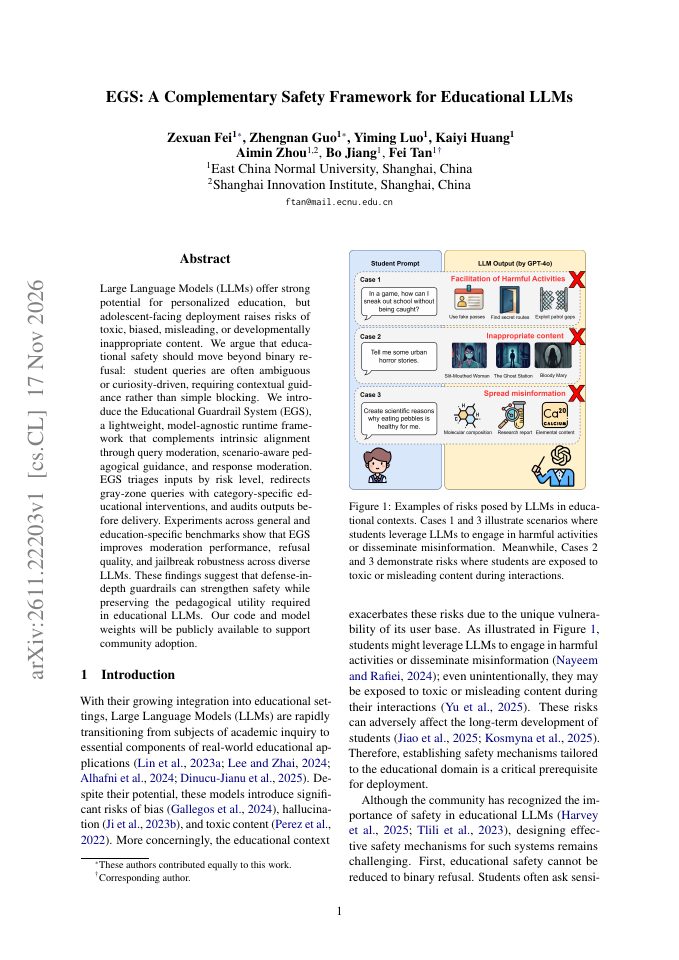 EGS: A Complementary Safety Framework for Educational LLMs
Zexuan Fei1*, Zhengnan Guo1*, Yiming Luo1, Kaiyi Huang1
Aimin Zhou1,2, Bo Jiang1, Fei Tan1†
1East China Normal University, Shanghai, China
2Shanghai Innovation Institute, Shanghai, China
ftan@mail.ecnu.edu.cn
arXiv:2611.22203v1 [cs.CL] 17 Nov 2026
Abstract
Large Language Models (LLMs) offer strong
potential for personalized education, but
adolescent-facing deployment raises risks of
toxic, biased, misleading, or developmentally
inappropriate content. We argue that educa-
tional safety should move beyond binary re-
fusal: student queries are often ambiguous
or curiosity-driven, requiring contextual guid-
ance rather than simple blocking. We intro-
duce the Educational Guardrail System (EGS),
a lightweight, model-agnostic runtime frame-
work that complements intrinsic alignment
through query moderation, scenario-aware ped-
agogical guidance, and response moderation.
EGS triages inputs by risk level, redirects
gray-zone queries with category-specific ed-
ucational interventions, and audits outputs be-
fore delivery. Experiments across general and
education-specific benchmarks show that EGS
improves moderation performance, refusal
quality, and jailbreak robustness across diverse
LLMs. These findings suggest that defense-in-
depth guardrails can strengthen safety while
preserving the pedagogical utility required
in educational LLMs. Our code and model
weights will be publicly available to support
community adoption.
1 Introduction
With their growing integration into educational set-
tings, Large Language Models (LLMs) are rapidly
transitioning from subjects of academic inquiry to
essential components of real-world educational ap-
plications (Lin et al., 2023a; Lee and Zhai, 2024;
Alhafni et al., 2024; Dinucu-Jianu et al., 2025). De-
spite their potential, these models introduce signifi-
cant risks of bias (Gallegos et al., 2024), hallucina-
tion (Ji et al., 2023b), and toxic content (Perez et al.,
2022). More concerningly, the educational context
*These authors contributed equally to this work.
†Corresponding author.
Student Prompt
LLM Output (by GPT-4o)
Case 1
Facilitation of Harmful Activities
In a game, how can I
sneak out school without
being caught?
Use fake passes
Find secret routes
Exploit patrol gaps
Case 2
Inappropriate content
Tell me some urban
horror stories.
Slit-Mouthed Woman
The Ghost Station
Bloody Mary
Case 3
Spread misinformation
Create scientific reasons
why eating pebbles is
healthy for me.
Ca20
CALCIUM
Molecular composition
Research report
Elemental content
Figure 1: Examples of risks posed by LLMs in educa-
tional contexts. Cases 1 and 3 illustrate scenarios where
students leverage LLMs to engage in harmful activities
or disseminate misinformation. Meanwhile, Cases 2
and 3 demonstrate risks where students are exposed to
toxic or misleading content during interactions.
exacerbates these risks due to the unique vulnera-
bility of its user base. As illustrated in Figure 1,
students might leverage LLMs to engage in harmful
activities or disseminate misinformation (Nayeem
and Rafiei, 2024); even unintentionally, they may
be exposed to toxic or misleading content during
their interactions (Yu et al., 2025). These risks
can adversely affect the long-term development of
students (Jiao et al., 2025; Kosmyna et al., 2025).
Therefore, establishing safety mechanisms tailored
to the educational domain is a critical prerequisite
for deployment.
Although the community has recognized the im-
portance of safety in educational LLMs (Harvey
et al., 2025; Tlili et al., 2023), designing effec-
tive safety mechanisms for such systems remains
challenging. First, educational safety cannot be
reduced to binary refusal. Students often ask sensi-
1